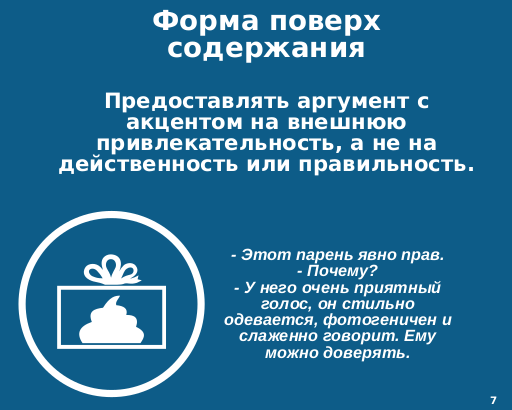 Форма поверх
содержания
Предоставлять аргумент с
акцентом на внешнюю
привлекательность, а не на
действенность или правильность.
- Этот парень явно прав.
- Почему?
- У него очень приятный
голос, он стильно
одевается, фотогеничен и
слаженно говорит. Ему
можно доверять.
7